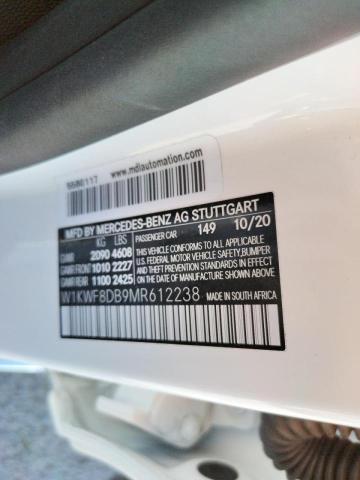 5580117
www.mdlautomation.com
MFD BY MERCEDES-BENZ AG STUTTGART
KG LBS PASSENGER CAR 149 10/20
GVWR 2090 4608 THIS VEHICLE CONFORMS TO ALL APPLICABLE U.S.
GAWR FRONT 1010 2227 FEDERAL MOTOR VEHICLE SAFETY, BUMPER,
GAWR REAR 1100 2425 AND THEFT PREVENTION STANDARDS IN EFFECT
ON THE DATE OF MANUFACTURE SHOWN ABOVE.
W1KWF8DB9MR612238 MADE IN SOUTH AFRICA